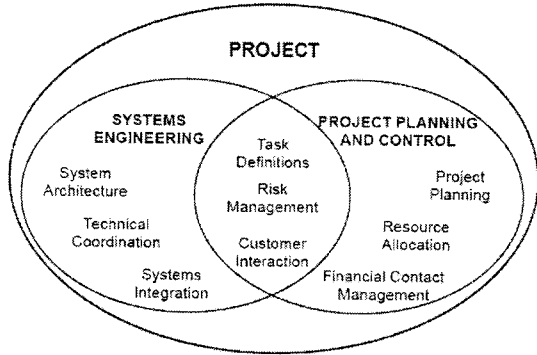 PROJECT
SYSTEMS
ENGINEERING
System
Architecture
Technical
Coordination
Systems
Integration
Task
Definitions
Risk
Management
Customer
Interaction
PROJECT PLANNING
AND CONTROL
Project
Planning
Resource
Allocation
Financial Contact
Management